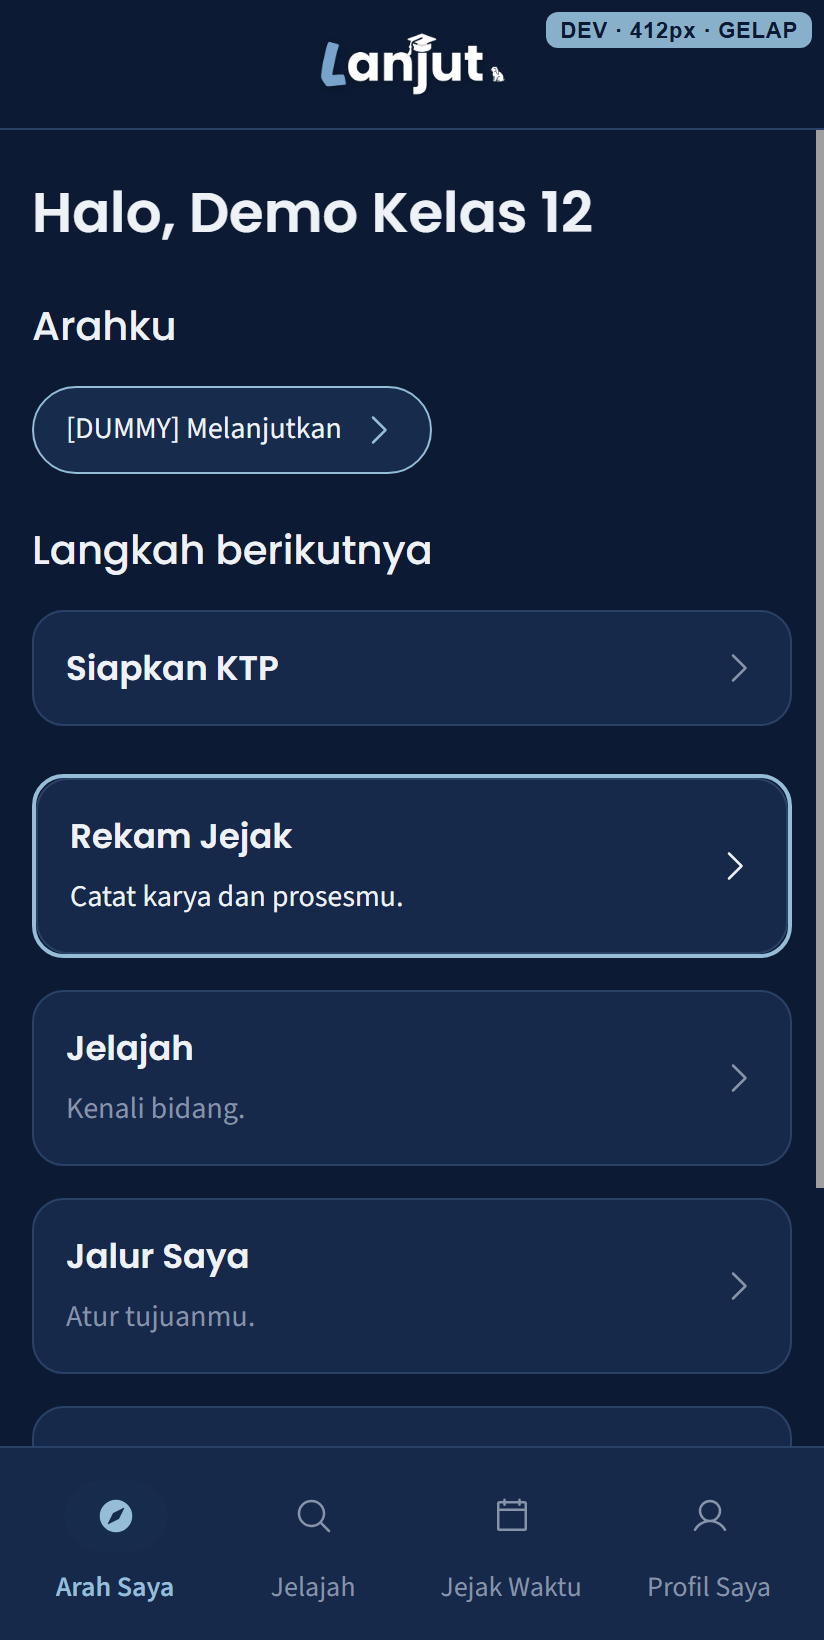 Lanjut
DEV · 412px · GELAP
Halo, Demo Kelas 12
Arahku
[DUMMY] Melanjutkan
Langkah berikutnya
Siapkan KTP
Rekam Jejak
Catat karya dan prosesmu.
Jelajah
Kenali bidang.
Jalur Saya
Atur tujuanmu.
Arah Saya
Jelajah
Jejak Waktu
Profil Saya